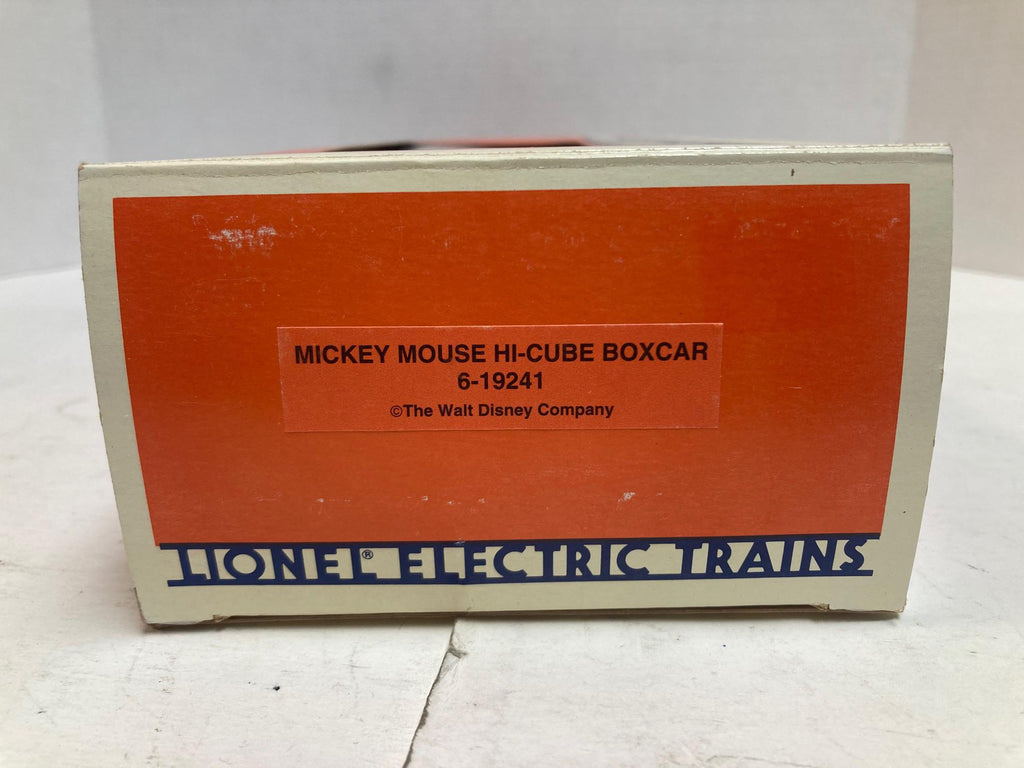 MICKEY MOUSE HI-CUBE BOXCAR
6-19241
©The Walt Disney Company
LIONEL® ELECTRIC TRAINS